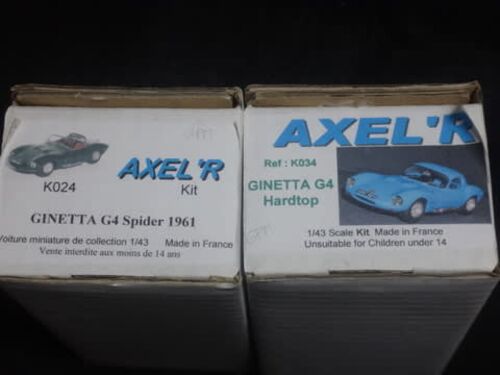 AXEL'R
K024
Kit
GINETTA G4 Spider 1961
Voiture miniature de collection 1/43 Made in France
Vente interdite aux moins de 14 ans
AXEL'R
Ref : K034
GINETTA G4
Hardtop
1/43 Scale Kit Made in France
Unsuitable for Children under 14